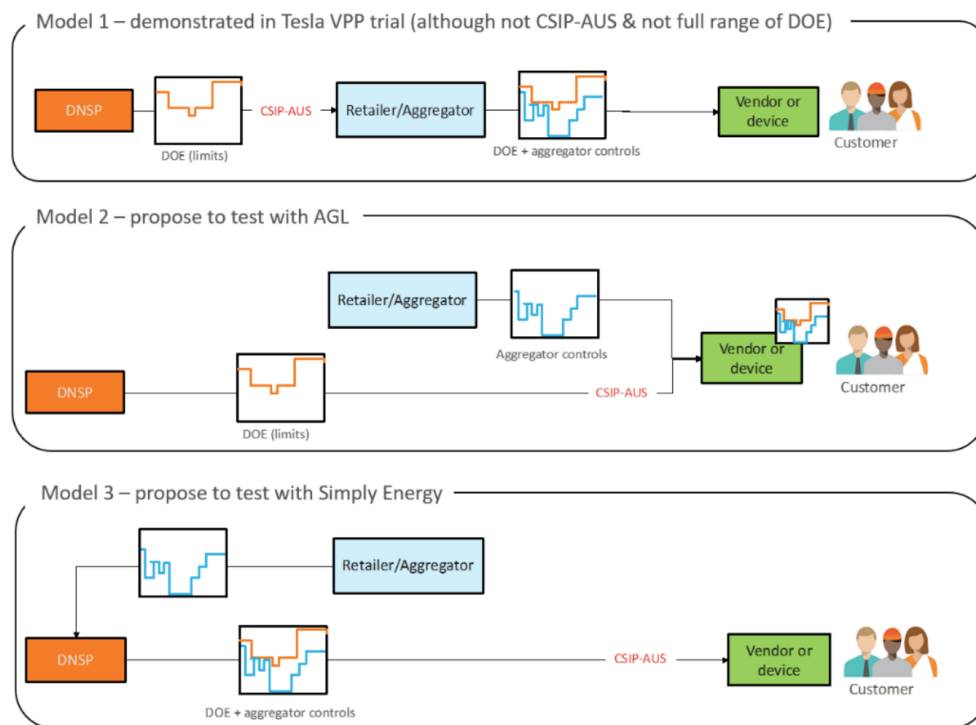 Model 1 – demonstrated in Tesla VPP trial (although not CSIP-AUS & not full range of DOE)
DNSP
CSIP-AUS
Retailer/Aggregator
Vendor or
device
DOE (limits)
DOE + aggregator controls
Customer
Model 2 – propose to test with AGL
Retailer/Aggregator
Aggregator controls
Vendor or
device
DNSP
CSIP-AUS
Customer
DOE (limits)
Model 3 – propose to test with Simply Energy
Retailer/Aggregator
DNSP
CSIP-AUS
Vendor or
device
Customer
DOE + aggregator controls